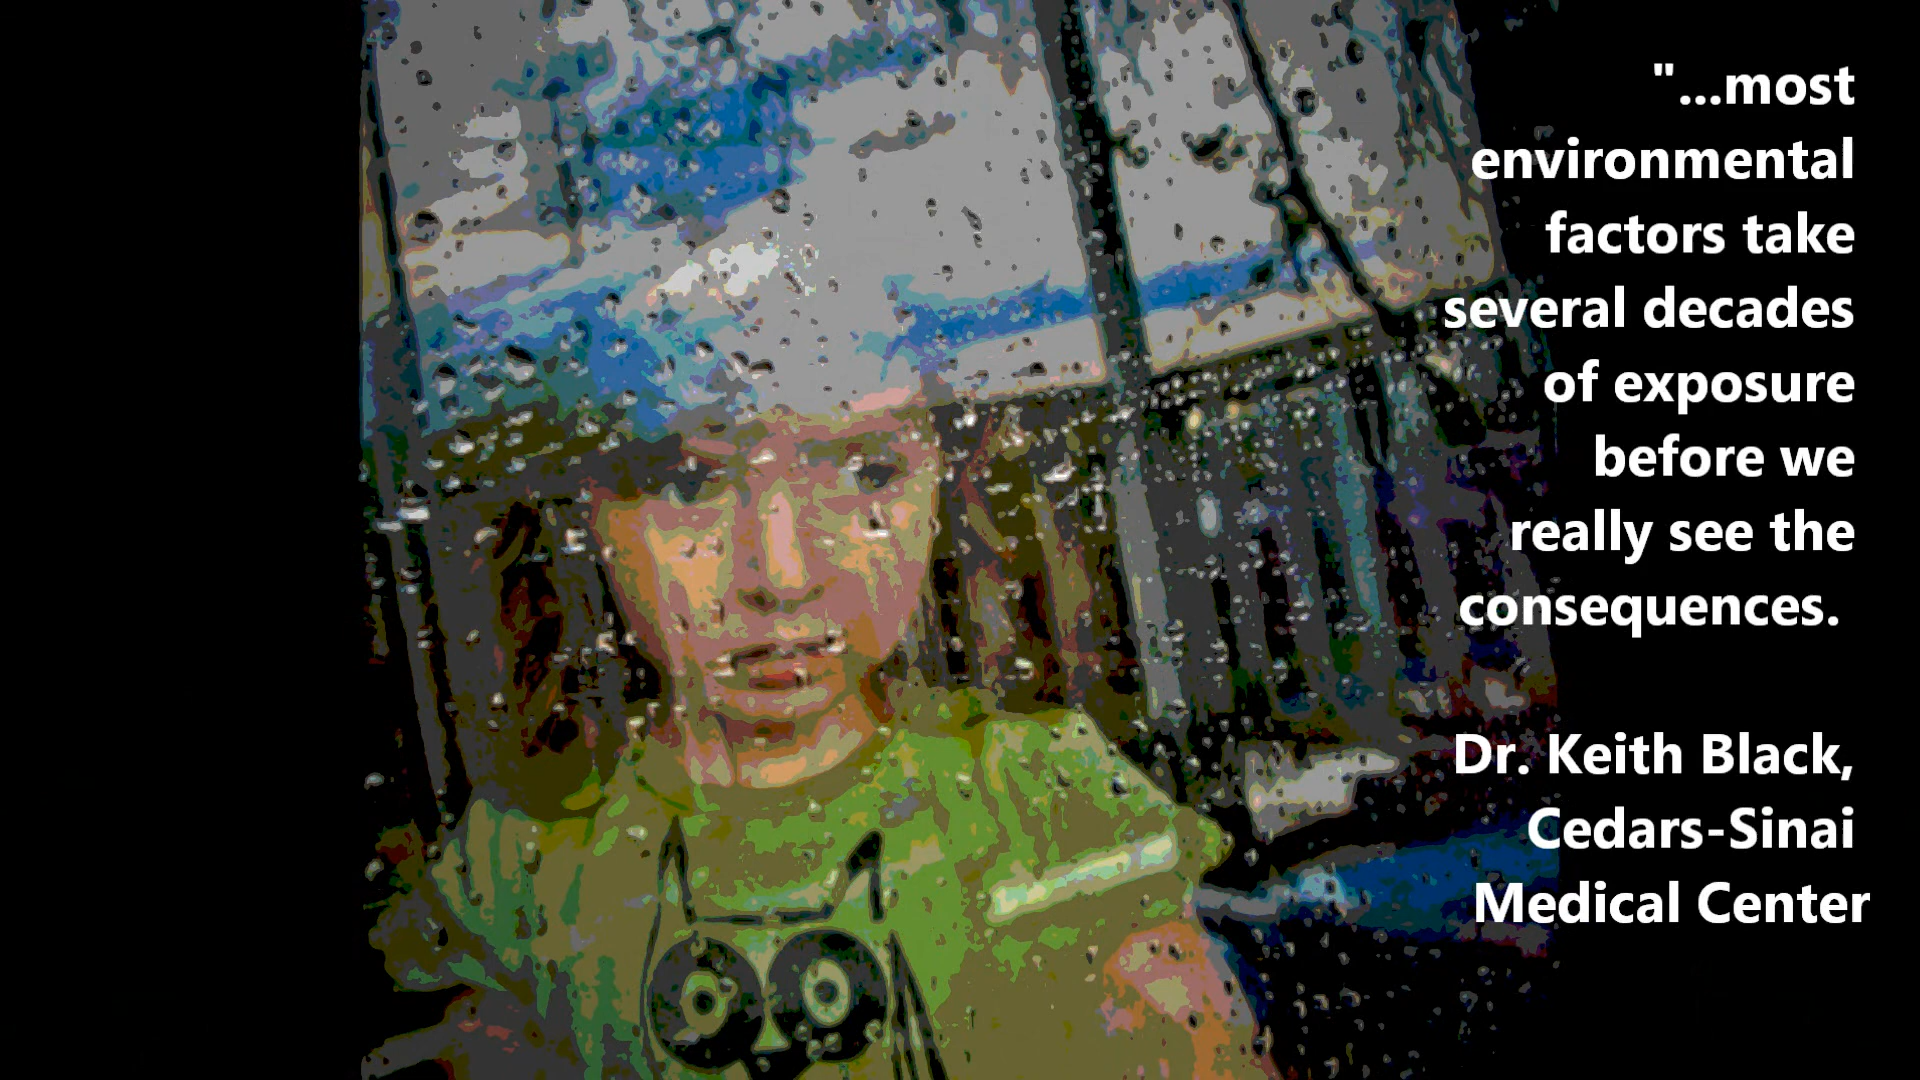 "...most
environmental
factors take
several decades
of exposure
before we
really see the
consequences.
Dr. Keith Black,
Cedars-Sinai
Medical Center